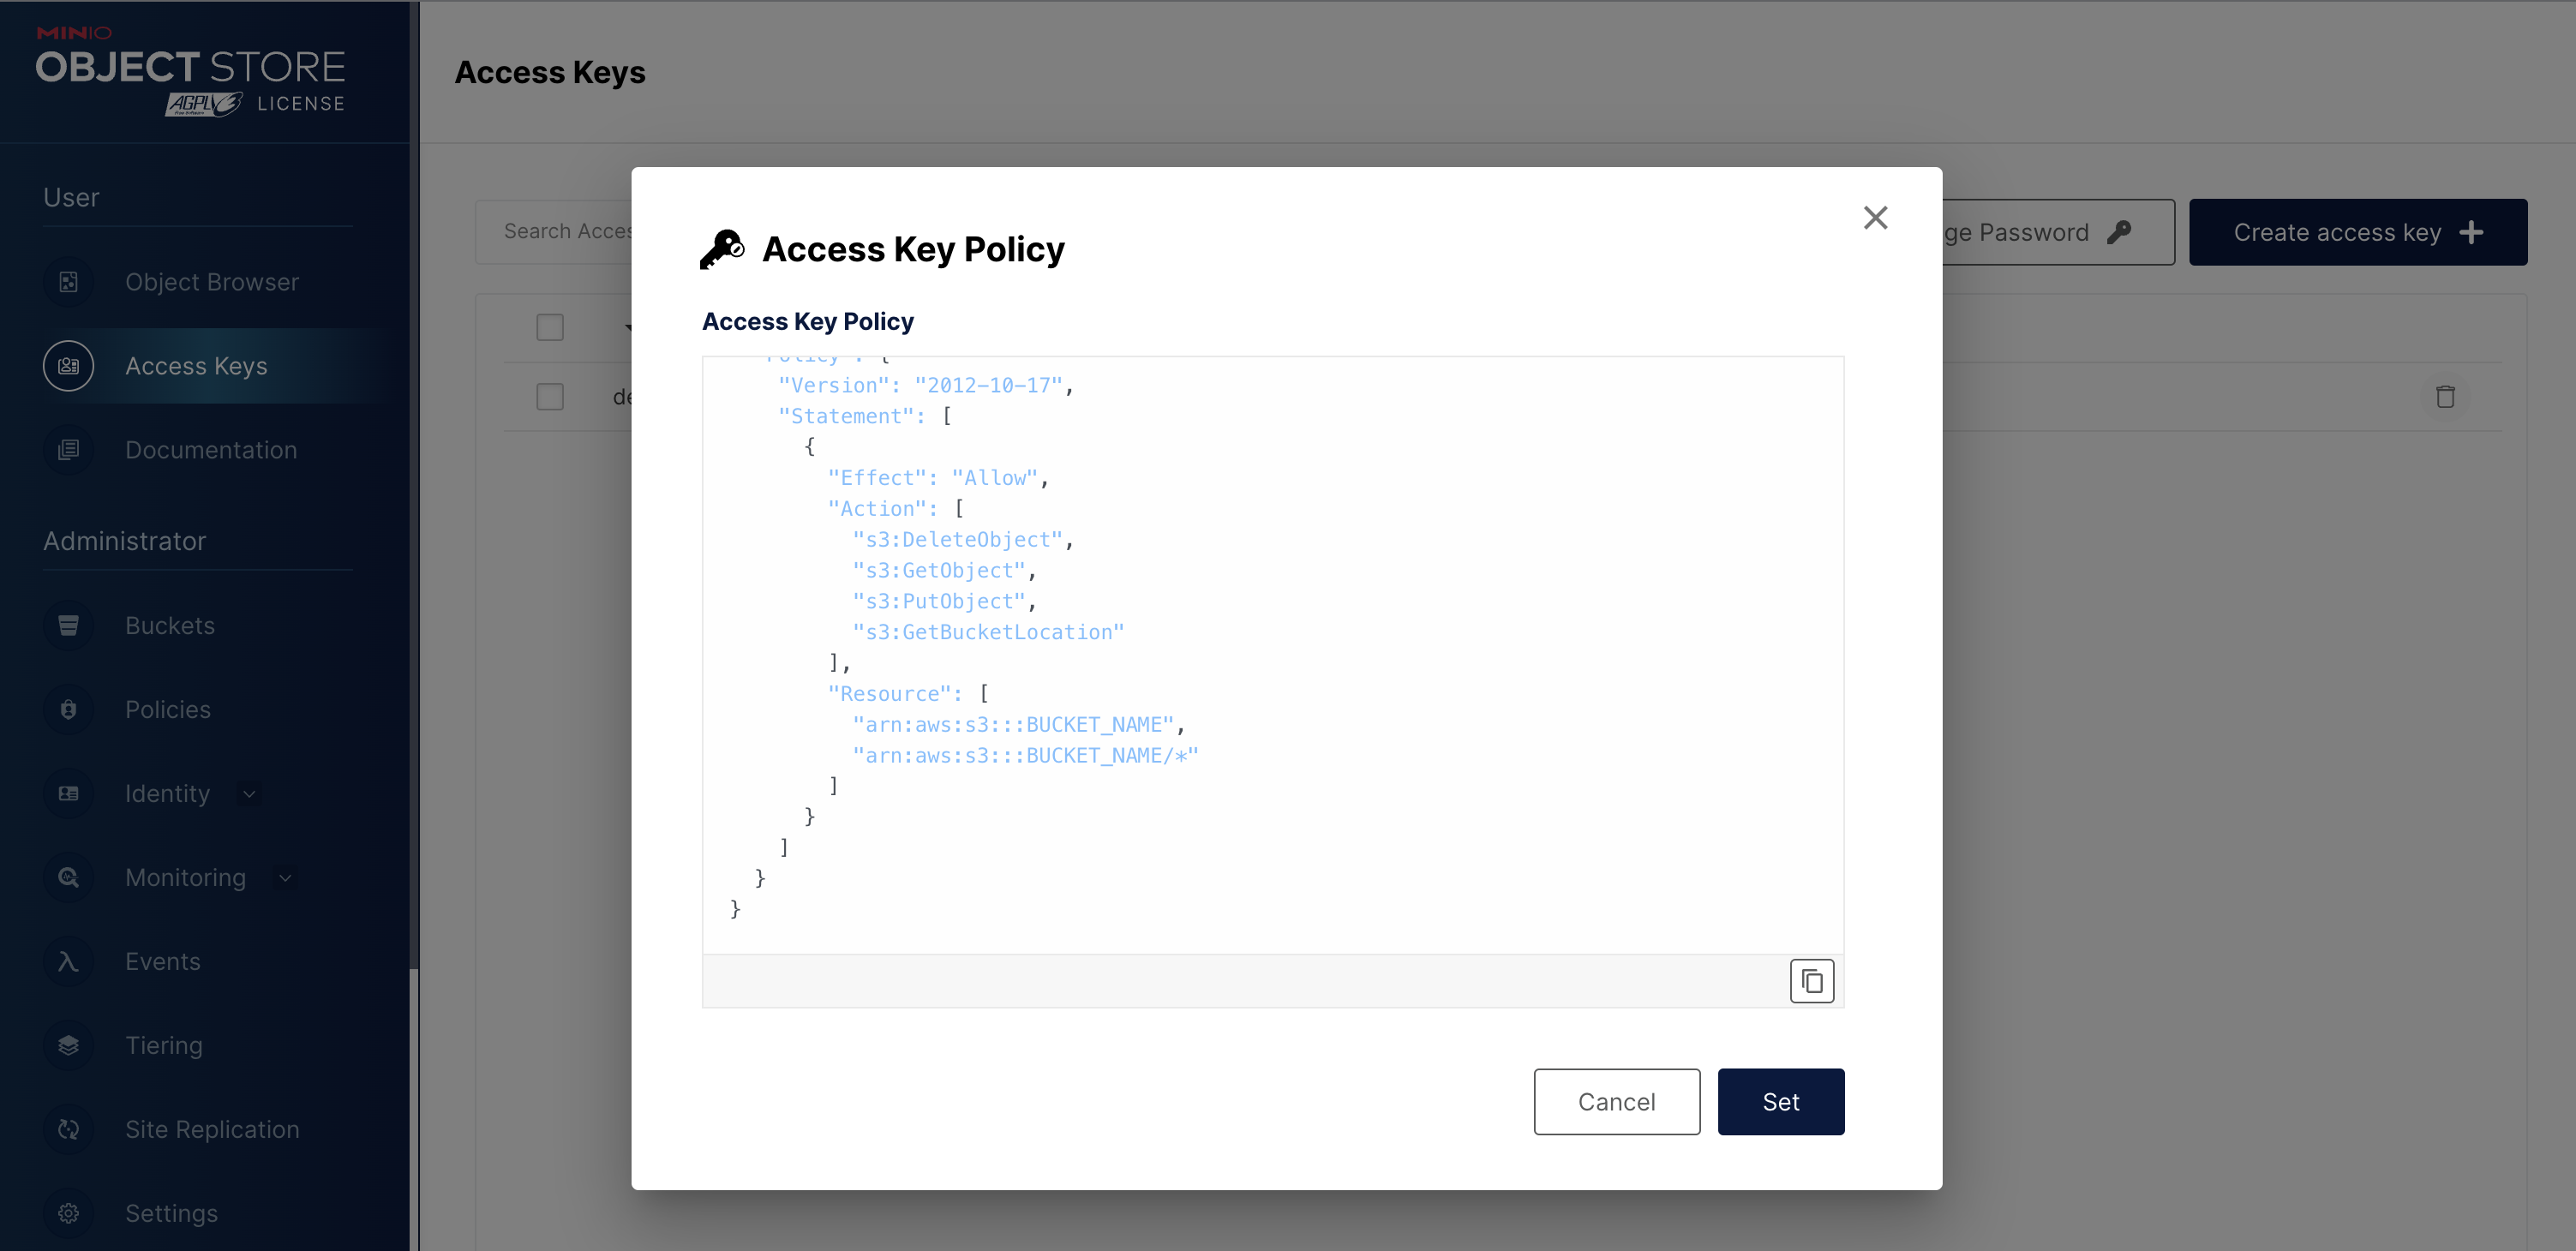 MINIO
OBJECT STORE
AGPL v3 LICENSE
User
Object Browser
Access Keys
Documentation
Administrator
Buckets
Policies
Identity
Monitoring
Events
Tiering
Site Replication
Settings
Access Keys
Search Acces
ge Password
Create access key
de
Access Key Policy
Access Key Policy
"Policy": {
"Version": "2012-10-17",
"Statement": [
{
"Effect": "Allow",
"Action": [
"s3:DeleteObject",
"s3:GetObject",
"s3:PutObject",
"s3:GetBucketLocation"
],
"Resource": [
"arn:aws:s3:::BUCKET_NAME",
"arn:aws:s3:::BUCKET_NAME/*"
]
}
]
}
}
Cancel
Set